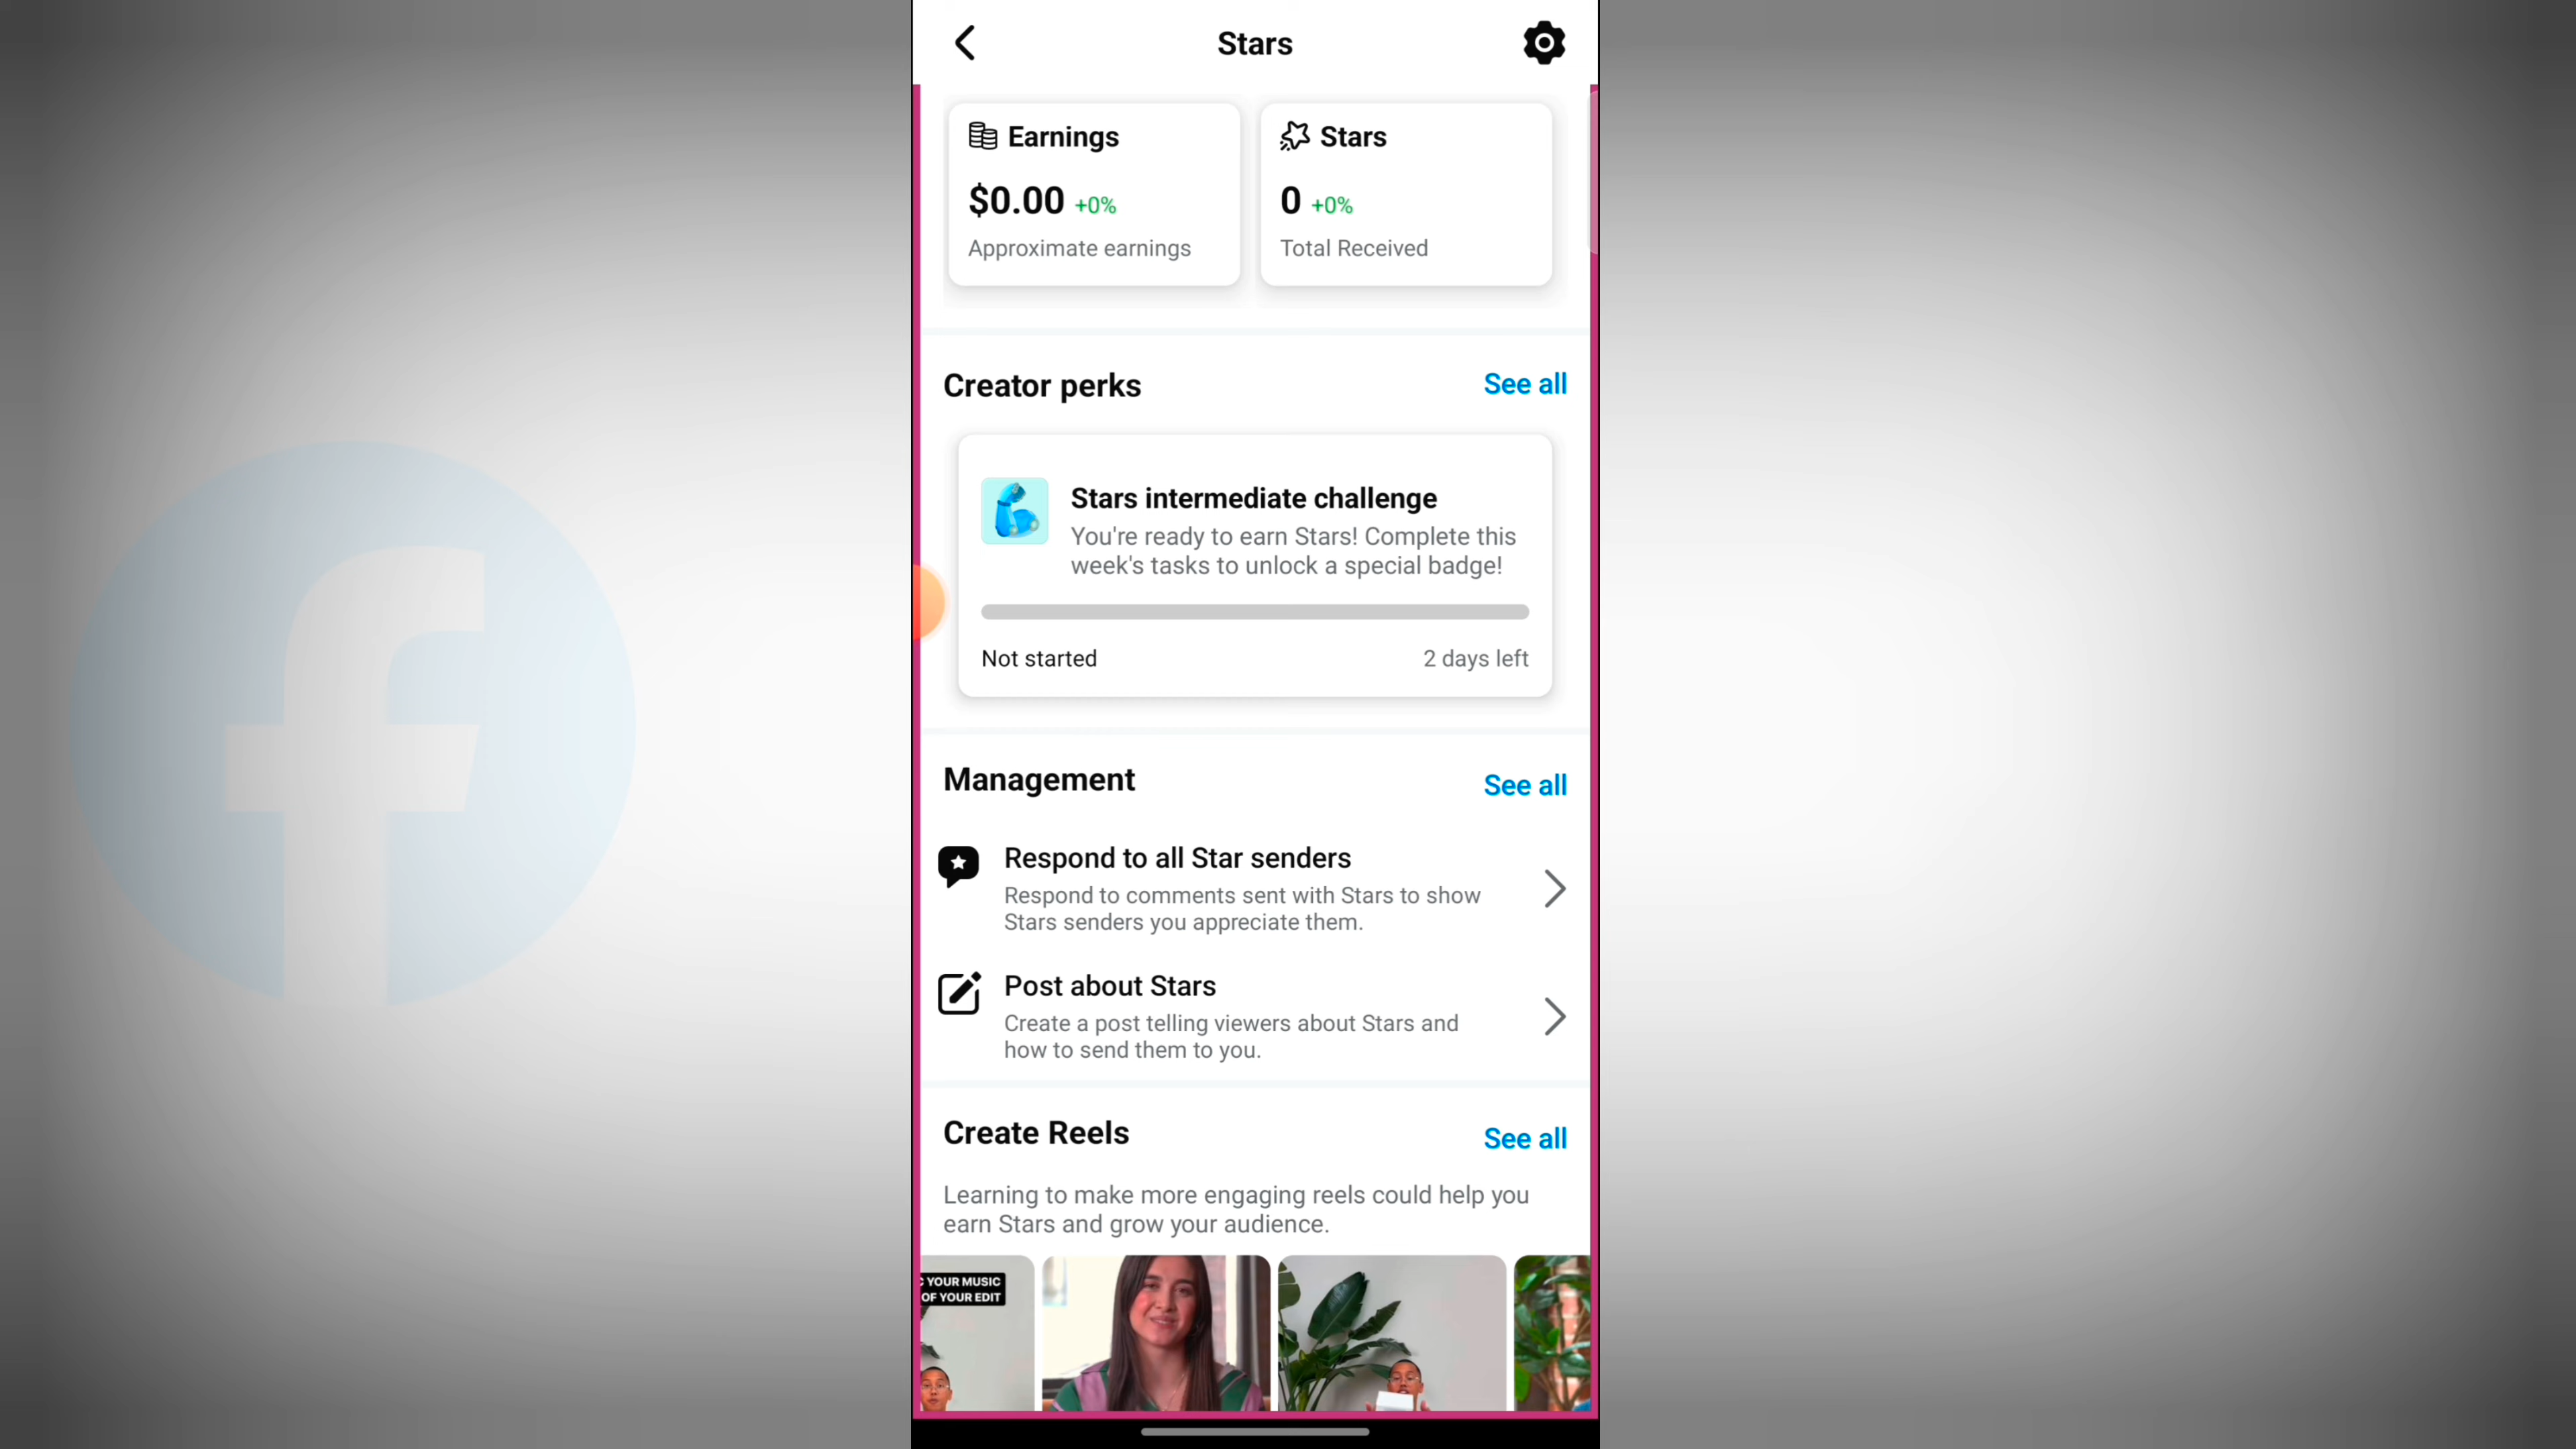 Stars
Earnings
$0.00 +0%
Approximate earnings
Stars
0 +0%
Total Received
Creator perks
See all
Stars intermediate challenge
You're ready to earn Stars! Complete this
week's tasks to unlock a special badge!
Not started
2 days left
Management
See all
Respond to all Star senders
Respond to comments sent with Stars to show
Stars senders you appreciate them.
Post about Stars
Create a post telling viewers about Stars and
how to send them to you.
Create Reels
See all
Learning to make more engaging reels could help you
earn Stars and grow your audience.
YOUR MUSIC
OF YOUR EDIT